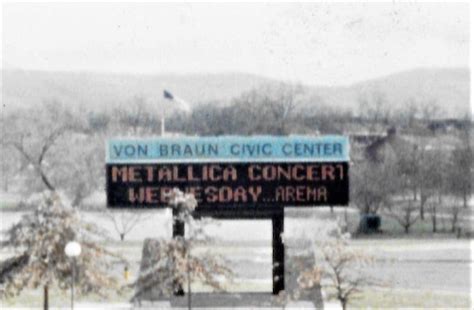 VON BRAUN CIVIC CENTER
METALLICA CONCERT
WEDNESDAY...ARENA